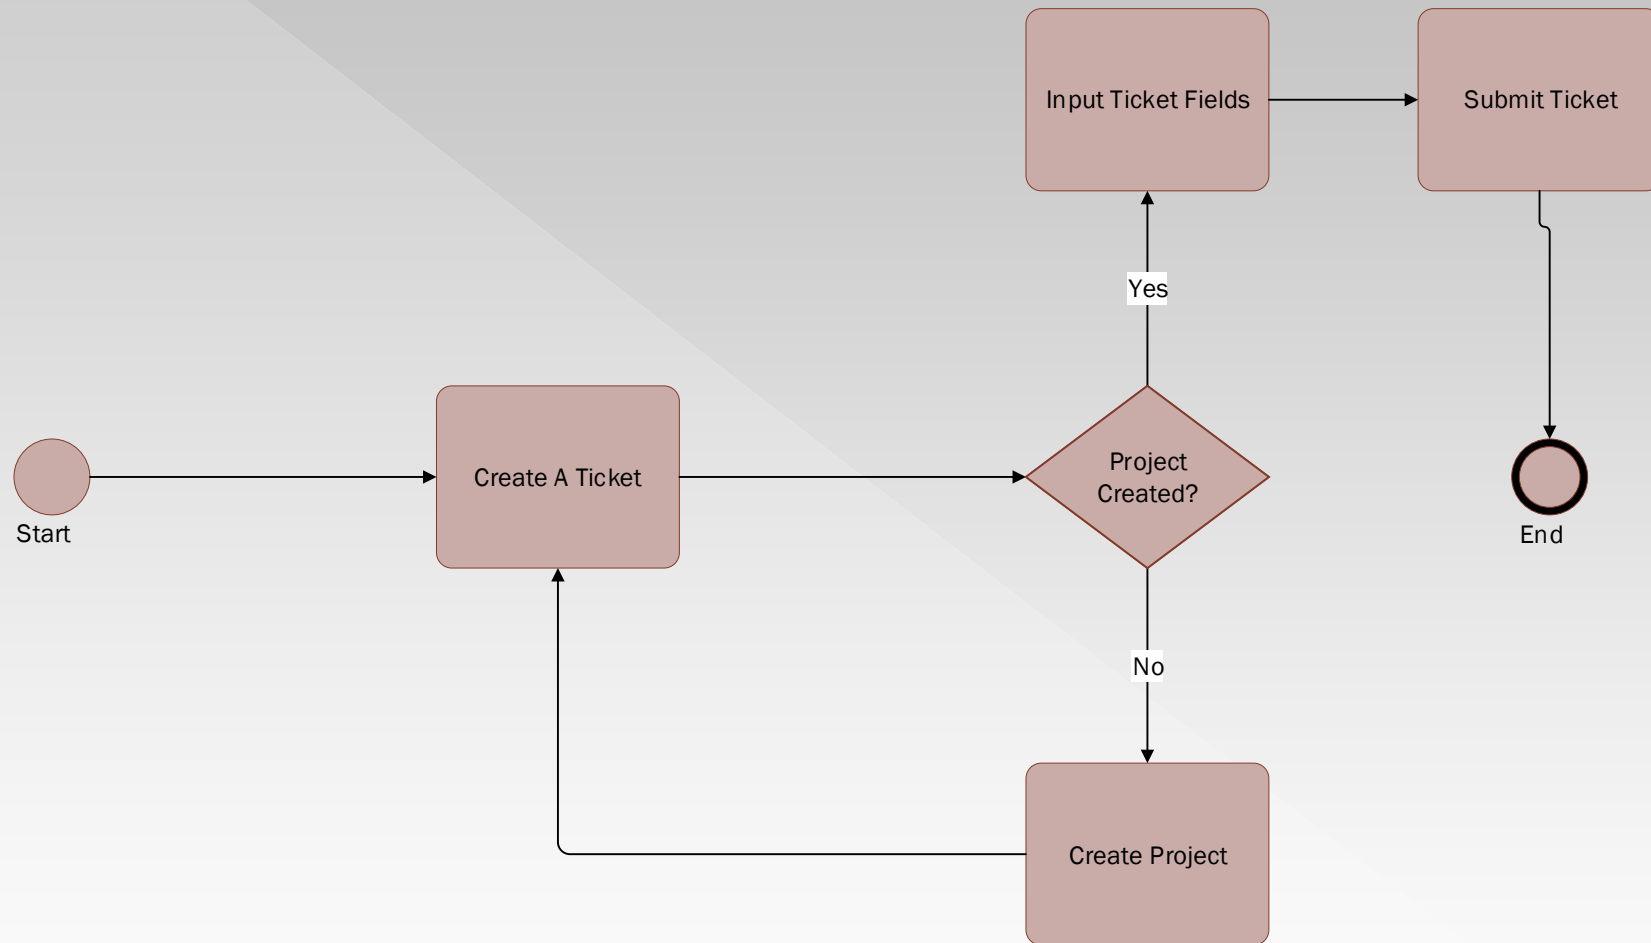 Input Ticket Fields
Submit Ticket
Yes
Create A Ticket
Project
Created?
Start
End
No
Create Project